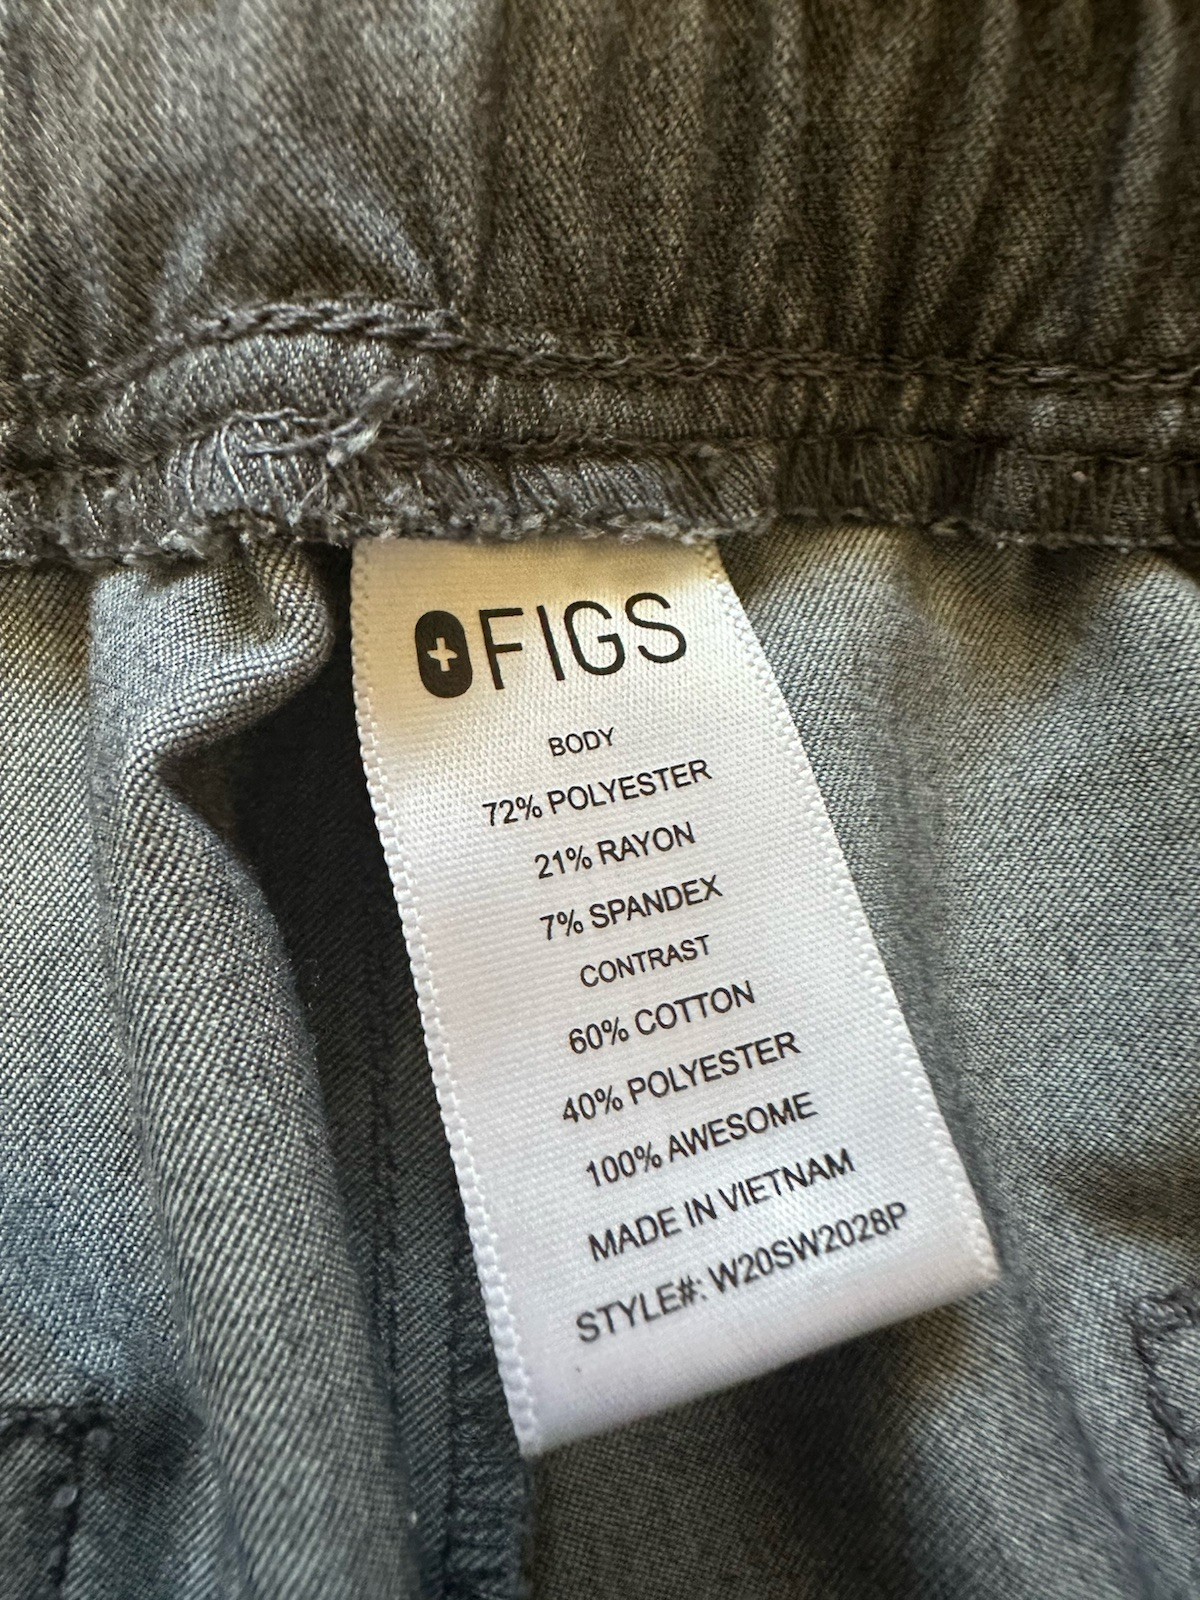 FIGS
BODY
72% POLYESTER
21% RAYON
7% SPANDEX
CONTRAST
60% COTTON
40% POLYESTER
100% AWESOME
MADE IN VIETNAM
STYLE#: W20SW2028P